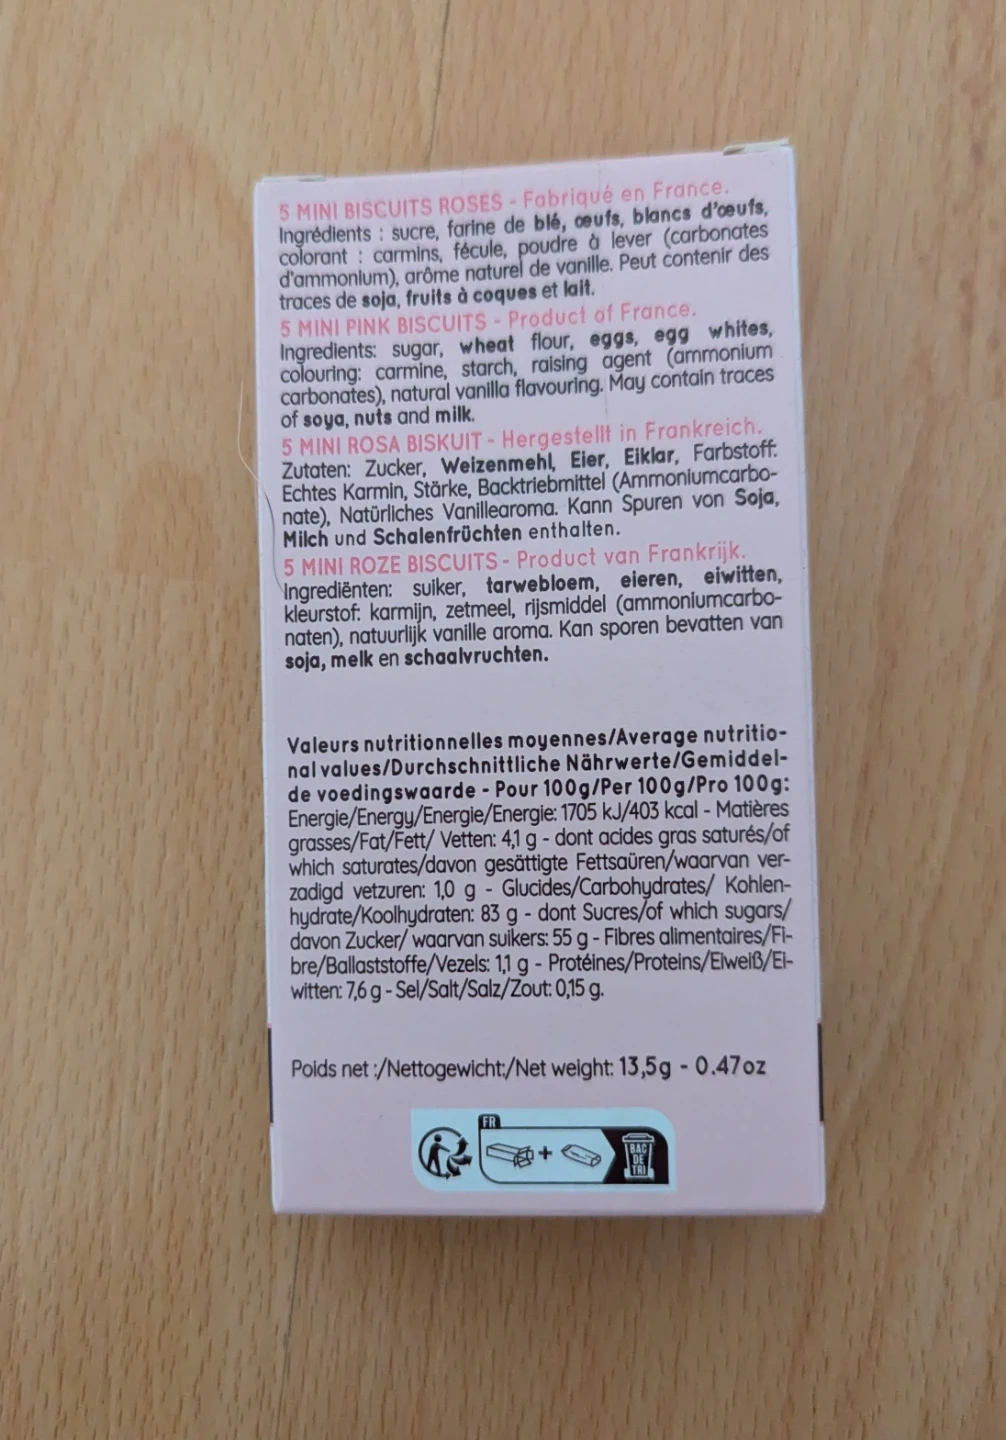 5 MINI BISCUITS ROSES - Fabriqué en France.
Ingrédients : sucre, farine de blé, œufs, blancs d'œufs,
colorant : carmins, fécule, poudre à lever (carbonates
d'ammonium), arôme naturel de vanille. Peut contenir des
traces de soja, fruits à coques et lait.
5 MINI PINK BISCUITS - Product of France.
Ingredients: sugar, wheat flour, eggs, egg whites,
colouring: carmine, starch, raising agent (ammonium
carbonates), natural vanilla flavouring. May contain traces
of soya, nuts and milk.
5 MINI ROSA BISKUIT - Hergestellt in Frankreich.
Zutaten: Zucker, Weizenmehl, Eier, Eiklar, Farbstoff:
Echtes Karmin, Stärke, Backtriebmittel (Ammoniumcarbo-
nate), Natürliches Vanillearoma. Kann Spuren von Soja,
Milch und Schalenfrüchten enthalten.
5 MINI ROZE BISCUITS - Product van Frankrijk.
Ingrediënten: suiker, tarwebloem, eieren, eiwitten,
kleurstof: karmijn, zetmeel, rijsmiddel (ammoniumcarbo-
naten), natuurlijk vanille aroma. Kan sporen bevatten van
soja, melk en schaalvruchten.
Valeurs nutritionnelles moyennes/Average nutritio-
nal values/Durchschnittliche Nährwerte/Gemiddel-
de voedingswaarde - Pour 100g/Per 100g/Pro 100g:
Energie/Energy/Energie/Energie: 1705 kJ/403 kcal - Matières
grasses/Fat/Fett/ Vetten: 4,1 g - dont acides gras saturés/of
which saturates/davon gesättigte Fettsaüren/waarvan ver-
zadigd vetzuren: 1,0 g - Glucides/Carbohydrates/ Kohlen-
hydrate/Koolhydraten: 83 g - dont Sucres/of which sugars/
davon Zucker/ waarvan suikers: 55 g - Fibres alimentaires/Fi-
bre/Ballaststoffe/Vezels: 1,1 g - Protéines/Proteins/Eiweiß/Ei-
witten: 7,6 g - Sel/Salt/Salz/Zout: 0,15 g.
Poids net :/Nettogewicht:/Net weight: 13,5g - 0.47oz
FR
+
BAC
DE
TRI